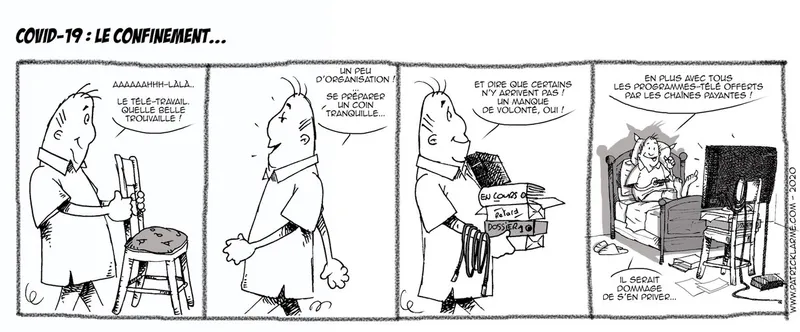 COVID-19 : LE CONFINEMENT...
AAAAAAHHH-LÀLÀ..
LE TÉLÉ-TRAVAIL.
QUELLE BELLE
TROUVAILLE !
UN PEU
D'ORGANISATION !
SE PRÉPARER
UN COIN
TRANQUILLE...
ET DIRE QUE CERTAINS
N'Y ARRIVENT PAS !
UN MANQUE
DE VOLONTÉ, OUI !
EN COURS
Retard
DOSSIER 1
EN PLUS AVEC TOUS
LES PROGRAMMES-TÉLÉ OFFERTS
PAR LES CHAÎNES PAYANTES !
IL SERAIT
DOMMAGE
DE S'EN PRIVER...
WWW.PATRICKLARME.COM - 2020